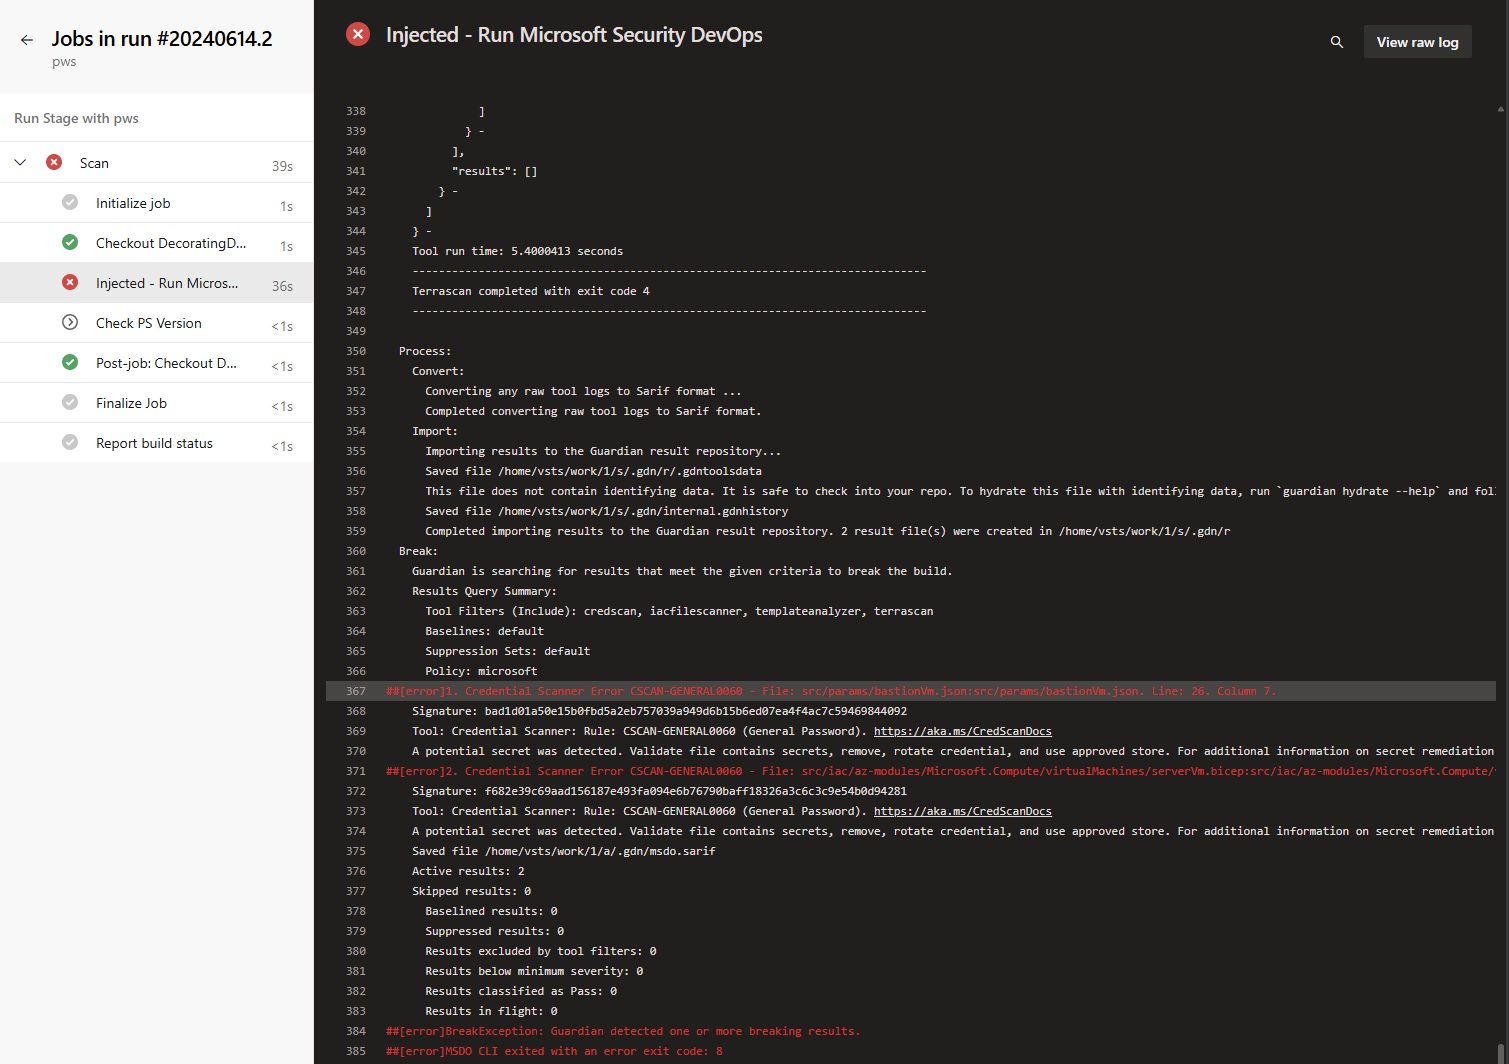 Jobs in run #20240614.2
pws
Run Stage with pws
Scan 39s
Initialize job 1s
Checkout DecoratingD... 1s
Injected - Run Micros... 36s
Check PS Version <1s
Post-job: Checkout D... <1s
Finalize Job <1s
Report build status <1s
Injected - Run Microsoft Security DevOps
View raw log
338 ]
339 } -
340 ],
341 "results": []
342 } -
343 ]
344 } -
345 Tool run time: 5.4000413 seconds
346 ------------------------------------------------------------------------------
347 Terrascan completed with exit code 4
348 ------------------------------------------------------------------------------
349
350 Process:
351 Convert:
352 Converting any raw tool logs to Sarif format ...
353 Completed converting raw tool logs to Sarif format.
354 Import:
355 Importing results to the Guardian result repository...
356 Saved file /home/vsts/work/1/s/.gdn/r/.gdntoolsdata
357 This file does not contain identifying data. It is safe to check into your repo. To hydrate this file with identifying data, run `guardian hydrate --help` and fol
358 Saved file /home/vsts/work/1/s/.gdn/internal.gdnhistory
359 Completed importing results to the Guardian result repository. 2 result file(s) were created in /home/vsts/work/1/s/.gdn/r
360 Break:
361 Guardian is searching for results that meet the given criteria to break the build.
362 Results Query Summary:
363 Tool Filters (Include): credscan, iacfilescanner, templateanalyzer, terrascan
364 Baselines: default
365 Suppression Sets: default
366 Policy: microsoft
367 ##[error]1. Credential Scanner Error CSCAN-GENERAL0060 - File: src/params/bastionVm.json:src/params/bastionVm.json. Line: 26. Column 7.
368 Signature: bad1d01a50e15b0fbd5a2eb757039a949d6b15b6ed07ea4f4ac7c59469844092
369 Tool: Credential Scanner: Rule: CSCAN-GENERAL0060 (General Password). https://aka.ms/CredScanDocs
370 A potential secret was detected. Validate file contains secrets, remove, rotate credential, and use approved store. For additional information on secret remediation
371 ##[error]2. Credential Scanner Error CSCAN-GENERAL0060 - File: src/iac/az-modules/Microsoft.Compute/virtualMachines/serverVm.bicep:src/iac/az-modules/Microsoft.Compute/
372 Signature: f682e39c69aad156187e493fa094e6b76790baff18326a3c6c3c9e54b0d94281
373 Tool: Credential Scanner: Rule: CSCAN-GENERAL0060 (General Password). https://aka.ms/CredScanDocs
374 A potential secret was detected. Validate file contains secrets, remove, rotate credential, and use approved store. For additional information on secret remediation
375 Saved file /home/vsts/work/1/a/.gdn/msdo.sarif
376 Active results: 2
377 Skipped results: 0
378 Baselined results: 0
379 Suppressed results: 0
380 Results excluded by tool filters: 0
381 Results below minimum severity: 0
382 Results classified as Pass: 0
383 Results in flight: 0
384 ##[error]BreakException: Guardian detected one or more breaking results.
385 ##[error]MSDO CLI exited with an error exit code: 8